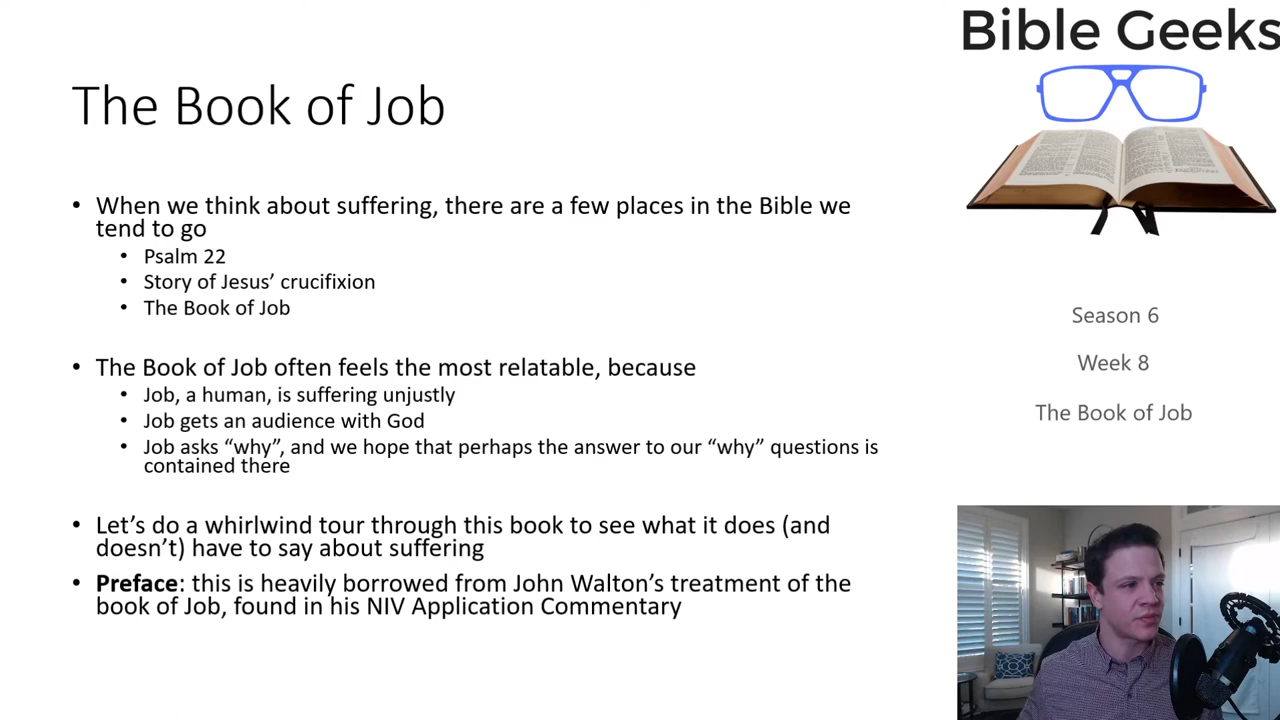 The Book of Job
• When we think about suffering, there are a few places in the Bible we
tend to go
• Psalm 22
• Story of Jesus’ crucifixion
• The Book of Job
• The Book of Job often feels the most relatable, because
• Job, a human, is suffering unjustly
• Job gets an audience with God
• Job asks “why”, and we hope that perhaps the answer to our “why” questions is
contained there
• Let’s do a whirlwind tour through this book to see what it does (and
doesn’t) have to say about suffering
• Preface: this is heavily borrowed from John Walton’s treatment of the
book of Job, found in his NIV Application Commentary
Bible Geeks
Season 6
Week 8
The Book of Job